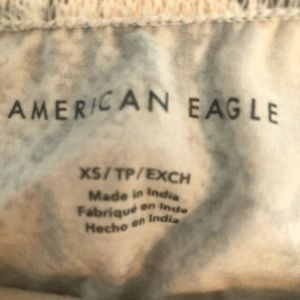 AMERICAN EAGLE
XS/TP/EXCH
Made in India
Fabriqué en Inde
Hecho en India